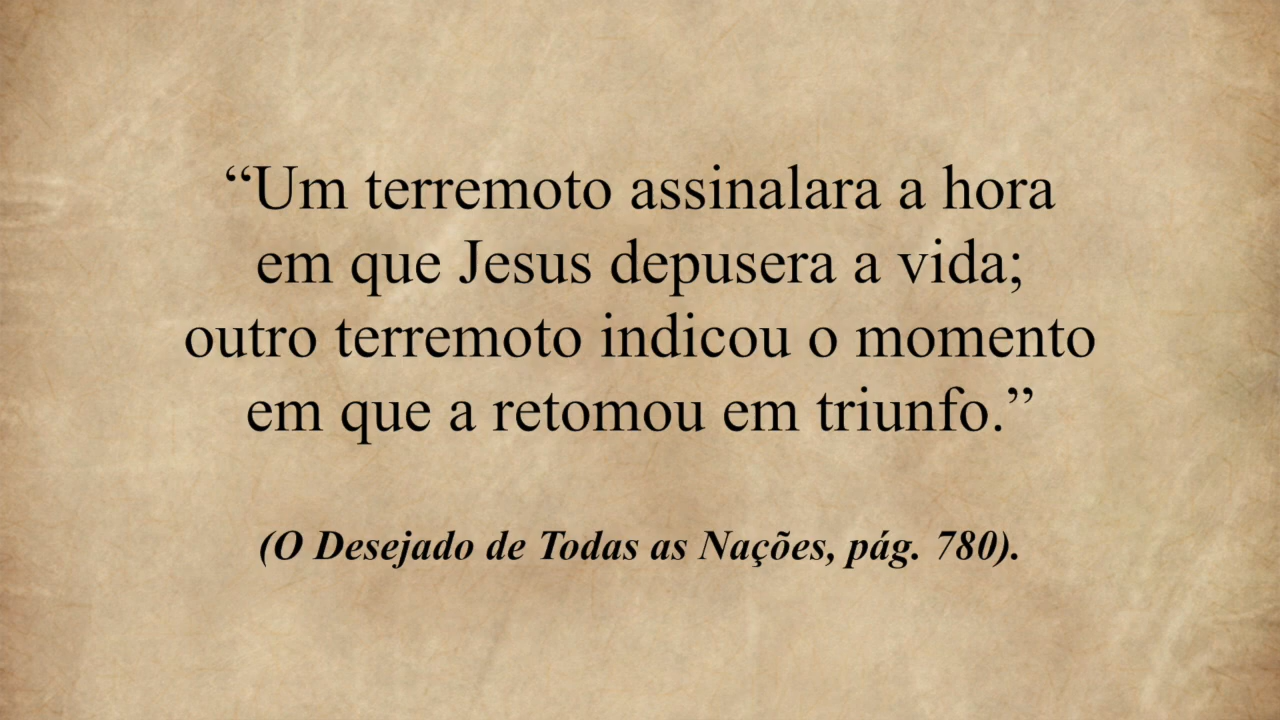 “Um terremoto assinalara a hora
em que Jesus depusera a vida;
outro terremoto indicou o momento
em que a retomou em triunfo.”
(O Desejado de Todas as Nações, pág. 780).